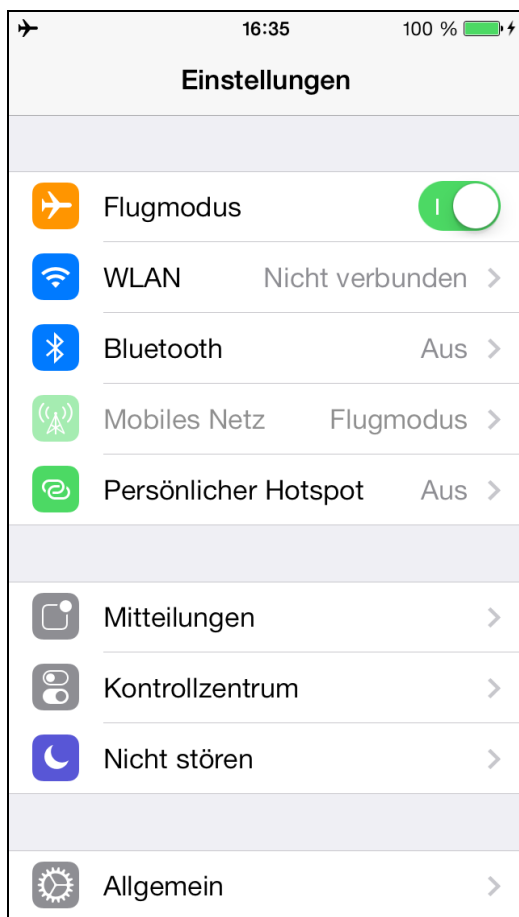 16:35 100 %
Einstellungen
Flugmodus
WLAN Nicht verbunden
Bluetooth Aus
Mobiles Netz Flugmodus
Persönlicher Hotspot Aus
Mitteilungen
Kontrollzentrum
Nicht stören
Allgemein